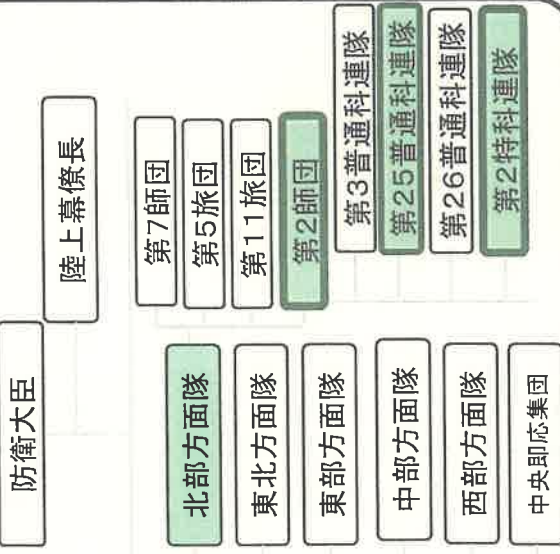 防衛大臣
陸上幕僚長
北部方面隊
東北方面隊
東部方面隊
中部方面隊
西部方面隊
中央即応集団
第7師団
第5旅団
第11旅団
第2師団
第3普通科連隊
第25普通科連隊
第26普通科連隊
第2特科連隊